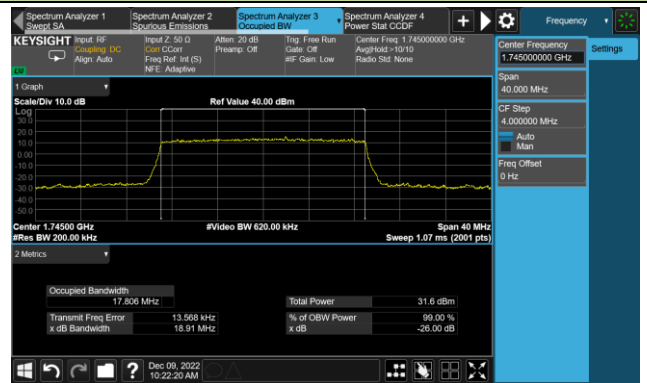 Spectrum Analyzer 1
Swept SA
Spectrum Analyzer 2
Spurious Emissions
Spectrum Analyzer 3
Occupied BW
Spectrum Analyzer 4
Power Stat CCDF
Frequency
KEYSIGHT
Input: RF
Coupling: DC
Align: Auto
Input Z: 50 Ω
Corr CCorr
Freq Ref: Int (S)
NFE: Adaptive
Atten: 20 dB
Preamp: Off
Trig: Free Run
Gate: Off
#IF Gain: Low
Center Freq: 1.745000000 GHz
Avg|Hold:>10/10
Radio Std: None
Center Frequency
1.745000000 GHz
Settings
Span
40.000 MHz
CF Step
4.000000 MHz
Auto
Man
Freq Offset
0 Hz
1 Graph
Scale/Div 10.0 dB
Ref Value 40.00 dBm
Log
30.0
20.0
10.0
0.00
-10.0
-20.0
-30.0
-40.0
-50.0
Center 1.74500 GHz
#Video BW 620.00 kHz
Span 40 MHz
#Res BW 200.00 kHz
Sweep 1.07 ms (2001 pts)
2 Metrics
Occupied Bandwidth
17.806 MHz
Total Power
31.6 dBm
Transmit Freq Error
13.568 kHz
% of OBW Power
99.00 %
x dB Bandwidth
18.91 MHz
x dB
-26.00 dB
?
Dec 09, 2022
10:22:20 AM